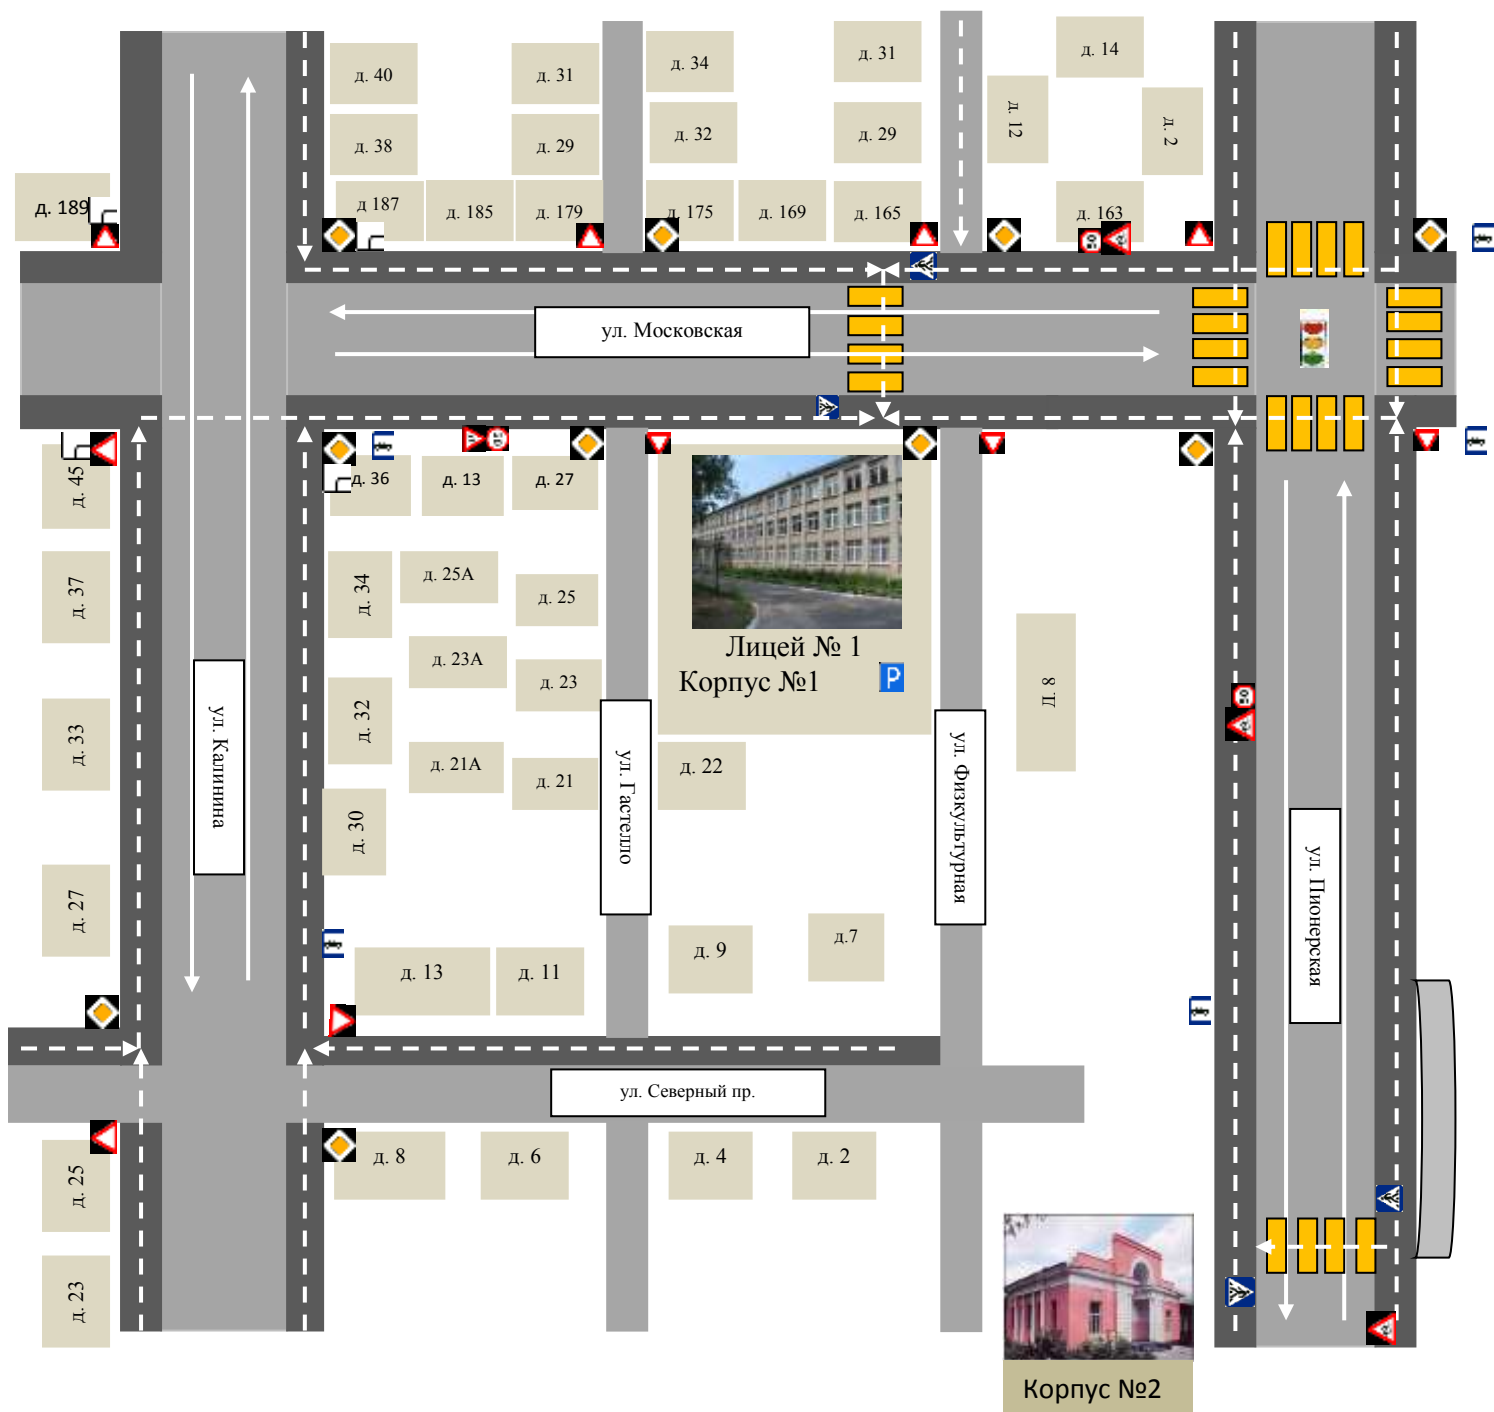 д. 40
д. 31
д. 34
д. 31
д. 14
д. 38
д. 29
д. 32
д. 29
д. 12
д. 2
д. 189
д 187
д. 185
д. 179
д. 175
д. 169
д. 165
д. 163
50
ул. Московская
д. 45
д. 36
д. 13
д. 27
д. 37
д. 34
д. 25А
д. 25
Лицей № 1
Корпус №1
P
д. 23А
д. 23
д. 33
д. 32
д. 21А
д. 21
д. 22
50
ул. Калинина
ул. Гастелло
ул. Физкультурная
ул. Пионерская
д. 30
д. 27
д. 13
д. 11
д. 9
д.7
ул. Северный пр.
д. 25
д. 8
д. 6
д. 4
д. 2
д. 23
Корпус №2